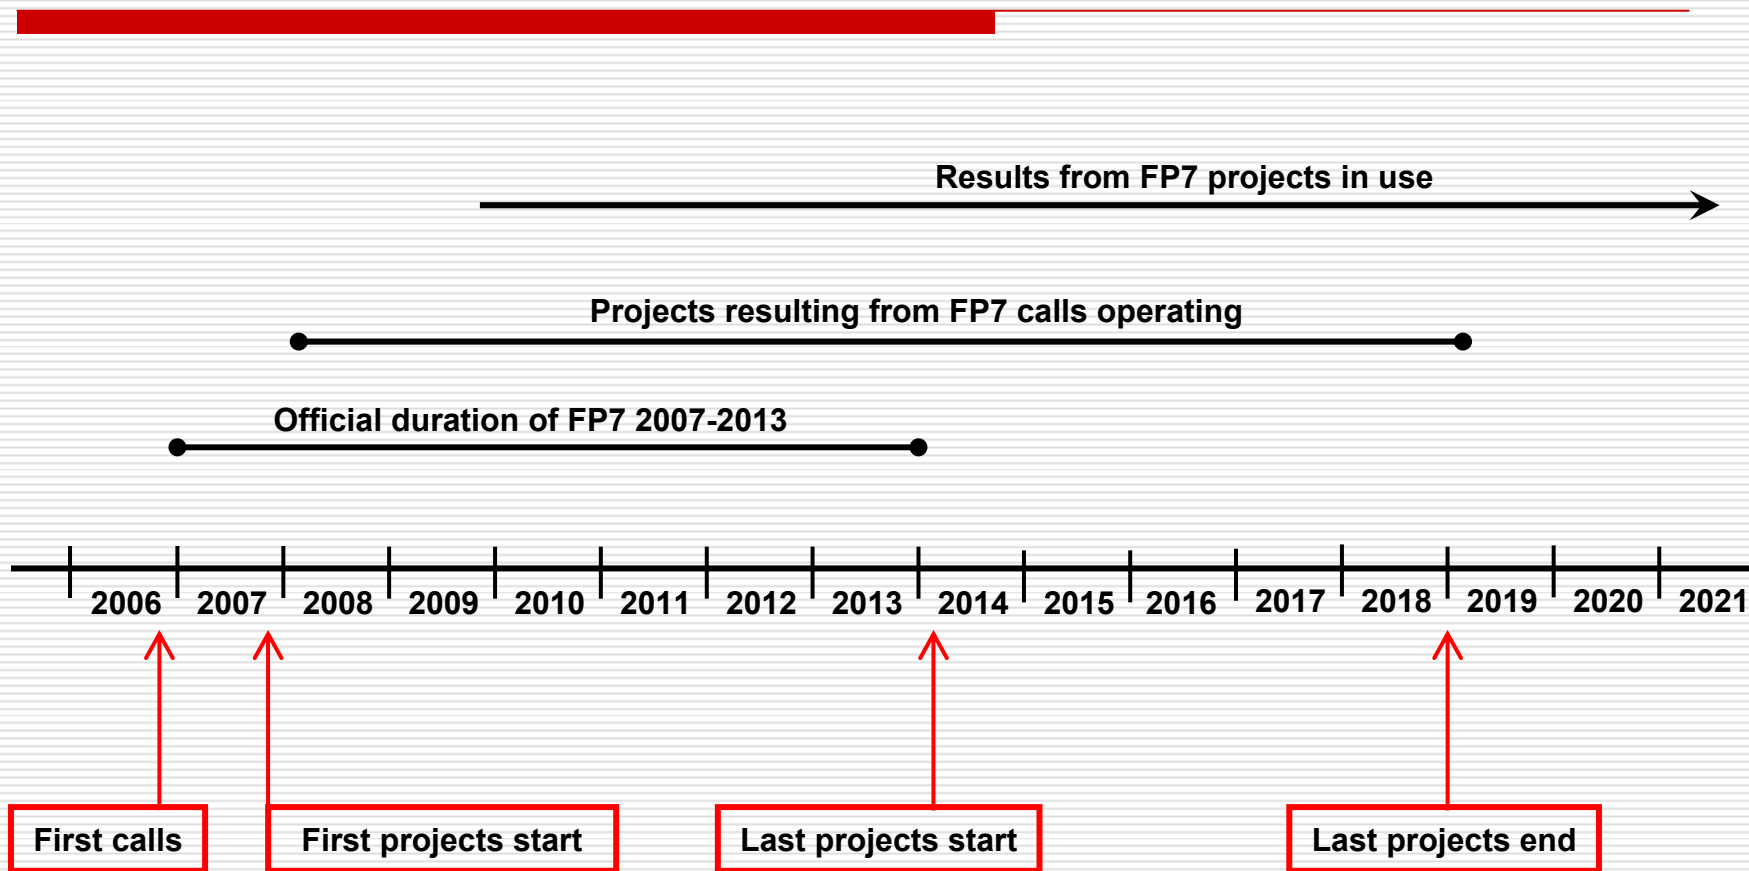 Results from FP7 projects in use
Projects resulting from FP7 calls operating
Official duration of FP7 2007-2013
2006 2007 2008 2009 2010 2011 2012 2013 2014 2015 2016 2017 2018 2019 2020 2021
First calls First projects start Last projects start Last projects end